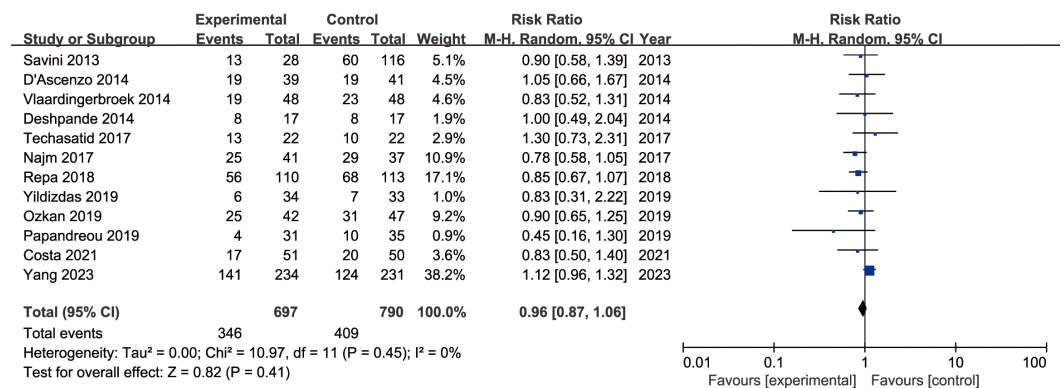 Experimental Control Risk Ratio Risk Ratio
Study or Subgroup Events Total Events Total Weight M-H, Random, 95% CI Year M-H, Random, 95% CI
Savini 2013 13 28 60 116 5.1% 0.90 [0.58, 1.39] 2013
D'Ascenzo 2014 19 39 19 41 4.5% 1.05 [0.66, 1.67] 2014
Vlaardingerbroek 2014 19 48 23 48 4.6% 0.83 [0.52, 1.31] 2014
Deshpande 2014 8 17 8 17 1.9% 1.00 [0.49, 2.04] 2014
Techasatid 2017 13 22 10 22 2.9% 1.30 [0.73, 2.31] 2017
Najm 2017 25 41 29 37 10.4% 0.78 [0.58, 1.05] 2017
Repa 2018 56 110 68 113 17.1% 0.85 [0.67, 1.07] 2018
Yildizdas 2019 6 34 7 33 1.0% 0.83 [0.31, 2.22] 2019
Ozkan 2019 25 42 31 47 9.2% 0.90 [0.65, 1.25] 2019
Papandreou 2019 4 31 10 35 0.9% 0.45 [0.16, 1.30] 2019
Costa 2021 17 51 20 50 3.6% 0.83 [0.50, 1.40] 2021
Yang 2023 141 234 124 231 38.2% 1.12 [0.96, 1.32] 2023
Total (95% CI) 697 790 100.0% 0.96 [0.87, 1.06]
Total events 346 409
Heterogeneity: Tau² = 0.00; Chi² = 10.97, df = 11 (P = 0.45); I² = 0%
Test for overall effect: Z = 0.82 (P = 0.41)
0.01 0.1 1 10 100
Favours [experimental] Favours [control]